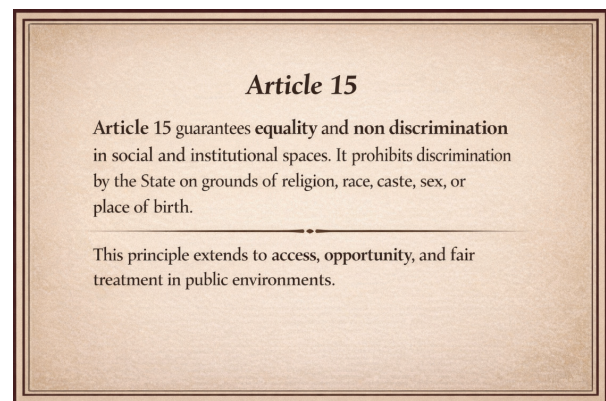 Article 15
Article 15 guarantees equality and non discrimination
in social and institutional spaces. It prohibits discrimination
by the State on grounds of religion, race, caste, sex, or
place of birth.
This principle extends to access, opportunity, and fair
treatment in public environments.